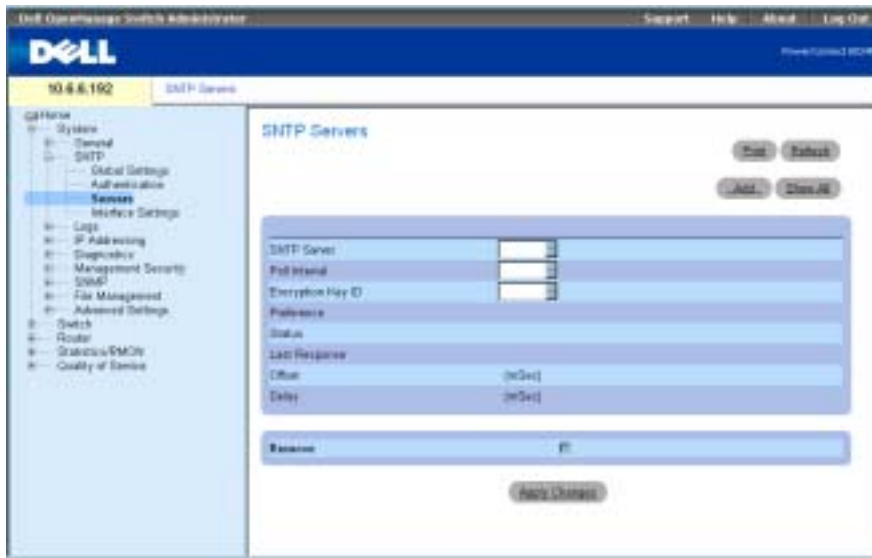 Dell OpenManage Switch Administrator
Support Help About Log Out
DELL
10.6.6.192
SNTP Servers
Home
System
General
SNTP
Global Settings
Authentication
Servers
Interface Settings
Logs
IP Addressing
Diagnostics
Management Security
SNMP
File Management
Advanced Settings
Switch
Router
Statistics/RMON
Quality of Service
SNTP Servers
Print Refresh
Add Show All
SNTP Server
Poll Interval
Encryption Key ID
Preference
Status
Last Response
Offset (mSec)
Delay (mSec)
Remove
Apply Changes